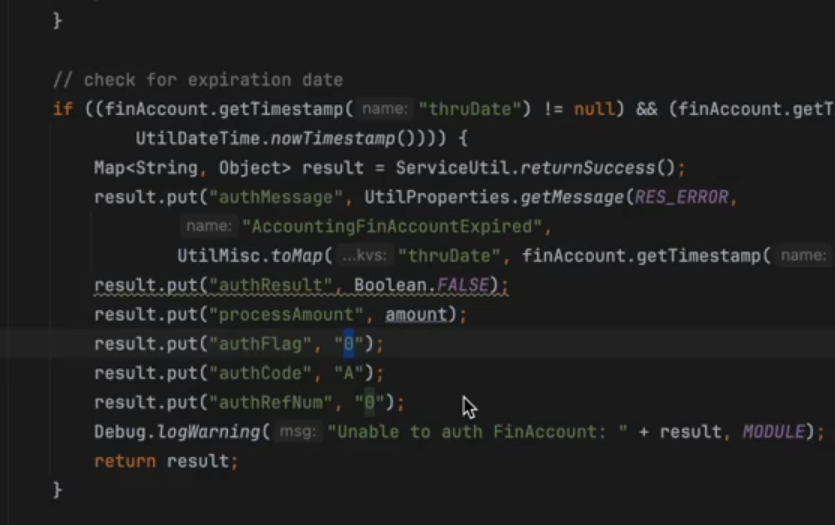 }
// check for expiration date
if ((finAccount.getTimestamp( name: "thruDate") != null) && (finAccount.getT
UtilDateTime.nowTimestamp()))) {
Map<String, Object> result = ServiceUtil.returnSuccess();
result.put("authMessage", UtilProperties.getMessage(RES_ERROR,
name: "AccountingFinAccountExpired",
UtilMisc.toMap( ...kvs: "thruDate", finAccount.getTimestamp( name:
result.put("authResult", Boolean.FALSE);
result.put("processAmount", amount);
result.put("authFlag", "0");
result.put("authCode", "A");
result.put("authRefNum", "0");
Debug.logWarning( msg: "Unable to auth FinAccount: " + result, MODULE);
return result;
}